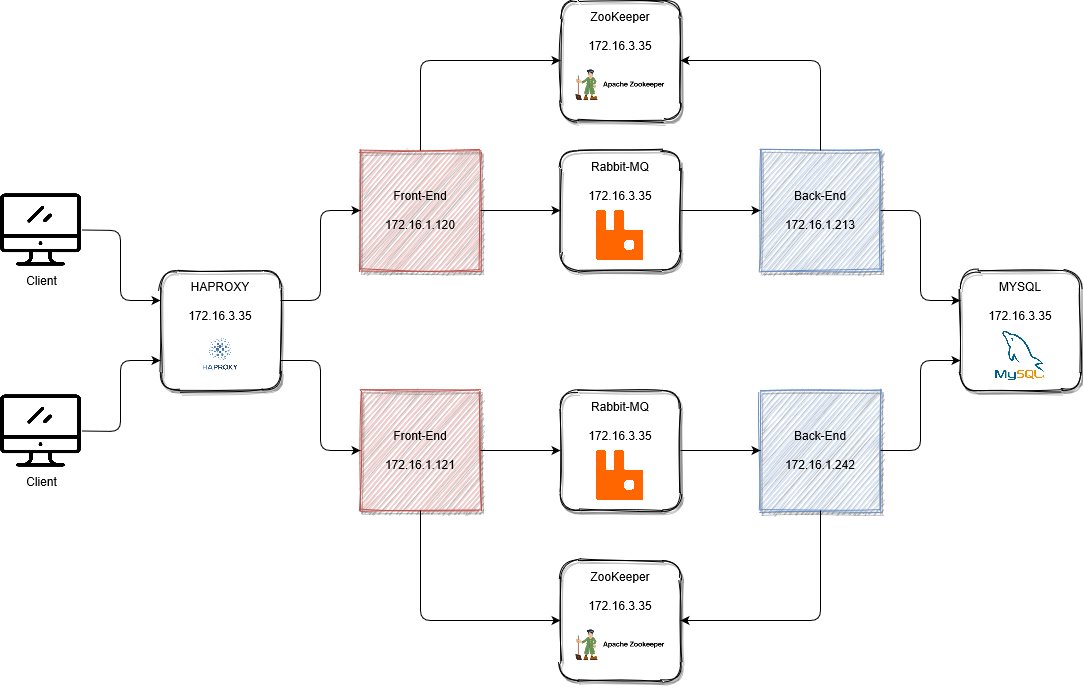 ZooKeeper
172.16.3.35
Apache Zookeeper
Front-End
172.16.1.120
Rabbit-MQ
172.16.3.35
Back-End
172.16.1.213
Client
HAPROXY
172.16.3.35
HAPROXY
MYSQL
172.16.3.35
MySQL
Client
Front-End
172.16.1.121
Rabbit-MQ
172.16.3.35
Back-End
172.16.1.242
ZooKeeper
172.16.3.35
Apache Zookeeper